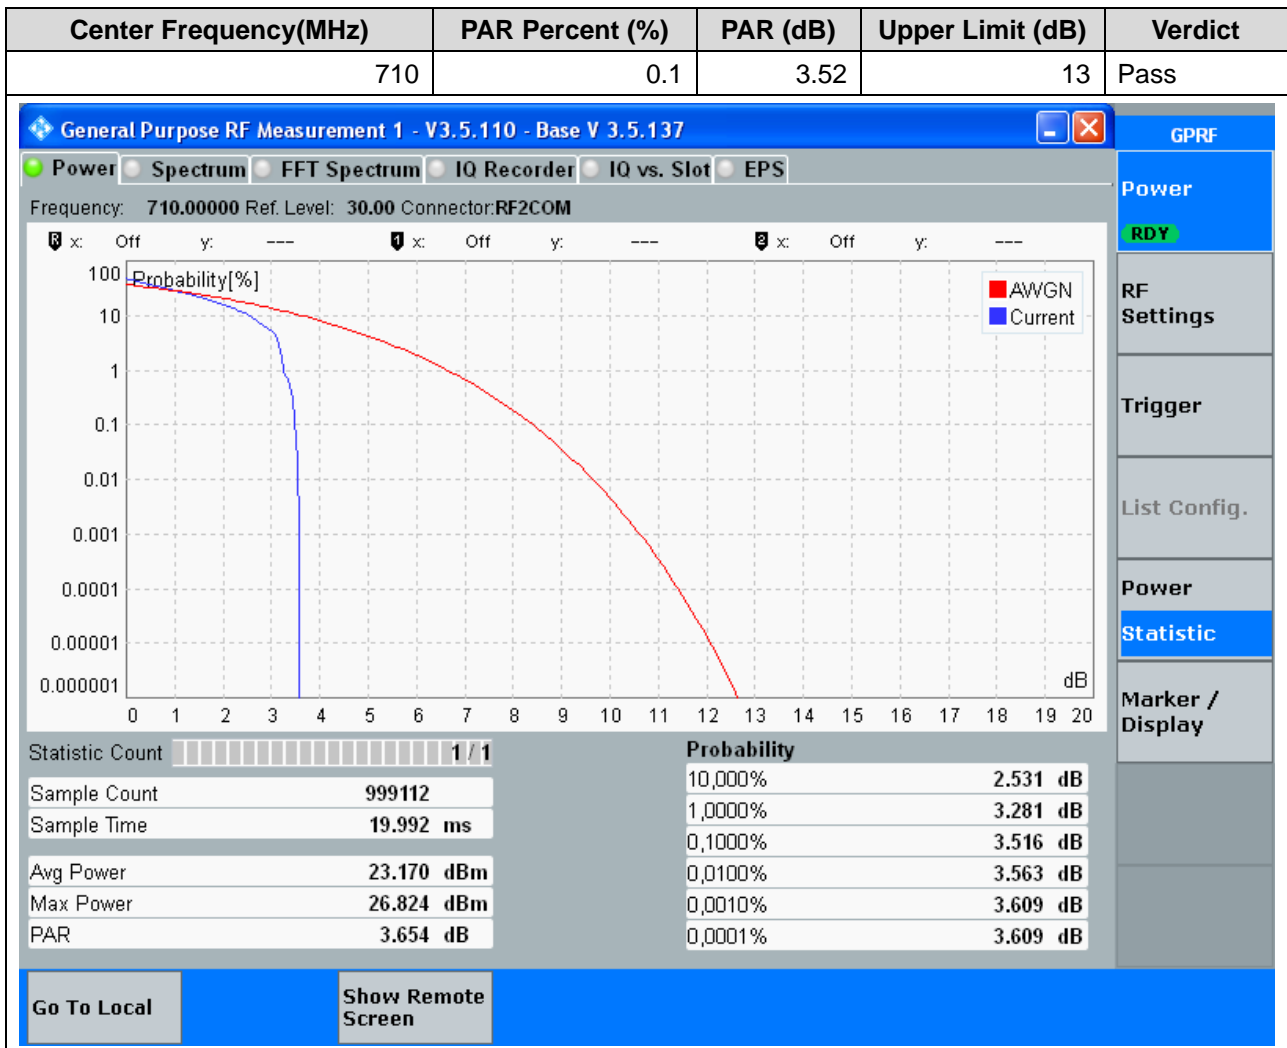 Center Frequency(MHz) PAR Percent (%) PAR (dB) Upper Limit (dB) Verdict
710 0.1 3.52 13 Pass
General Purpose RF Measurement 1 - V3.5.110 - Base V 3.5.137
GPRF
Power Spectrum FFT Spectrum IQ Recorder IQ vs. Slot EPS
Frequency: 710.00000 Ref. Level: 30.00 Connector:RF2COM
R x: Off y: --- 1 x: Off y: --- 2 x: Off y: ---
Probability[%]
AWGN
Current
100
10
1
0.1
0.01
0.001
0.0001
0.00001
0.000001
dB
0 1 2 3 4 5 6 7 8 9 10 11 12 13 14 15 16 17 18 19 20
Statistic Count 1 / 1
Sample Count 999112
Sample Time 19.992 ms
Avg Power 23.170 dBm
Max Power 26.824 dBm
PAR 3.654 dB
Probability
10,000% 2.531 dB
1,0000% 3.281 dB
0,1000% 3.516 dB
0,0100% 3.563 dB
0,0010% 3.609 dB
0,0001% 3.609 dB
Power
RDY
RF
Settings
Trigger
List Config.
Power
Statistic
Marker /
Display
Go To Local
Show Remote
Screen